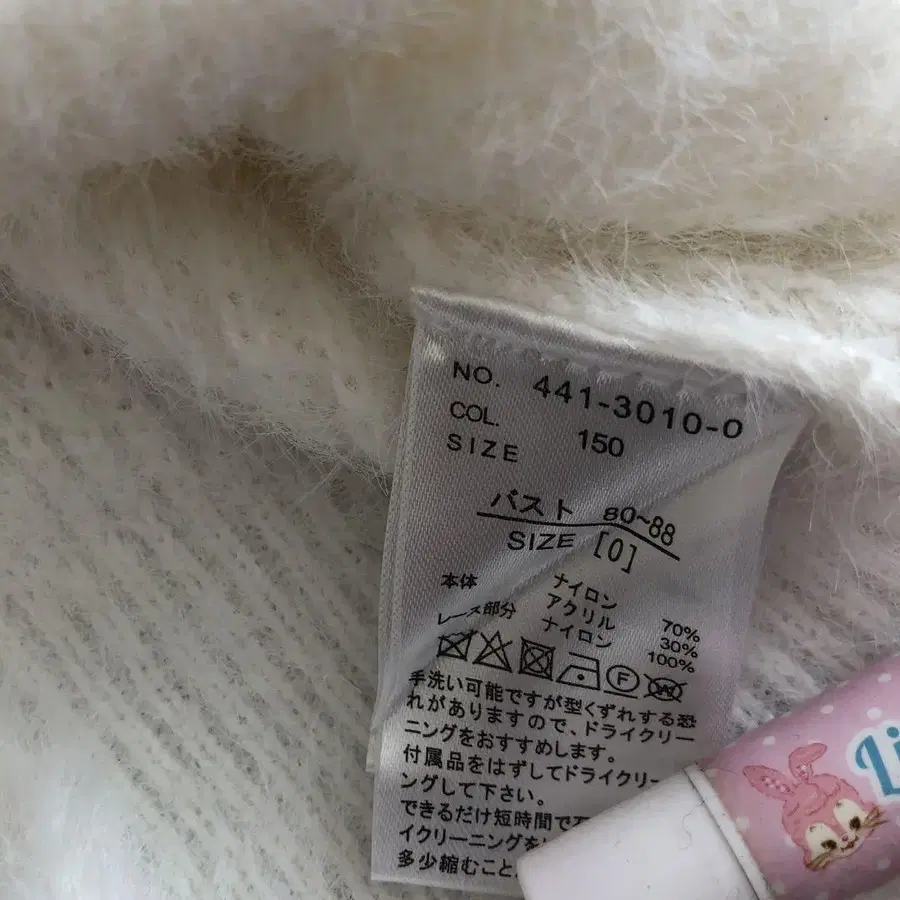 NO. 441-3010-0
COL. 150
SIZE
バスト 80~88
SIZE [0]
本体 ナイロン 70%
アクリル 30%
レース部分 ナイロン 100%
F
W
手洗い可能ですが型くずれする恐
れがありますので、ドライクリー
ニングをおすすめします。
付属品をはずしてドライクリー
ングして下さい。
できるだけ短時間で
イクリーニングを
多少縮むこと
Li